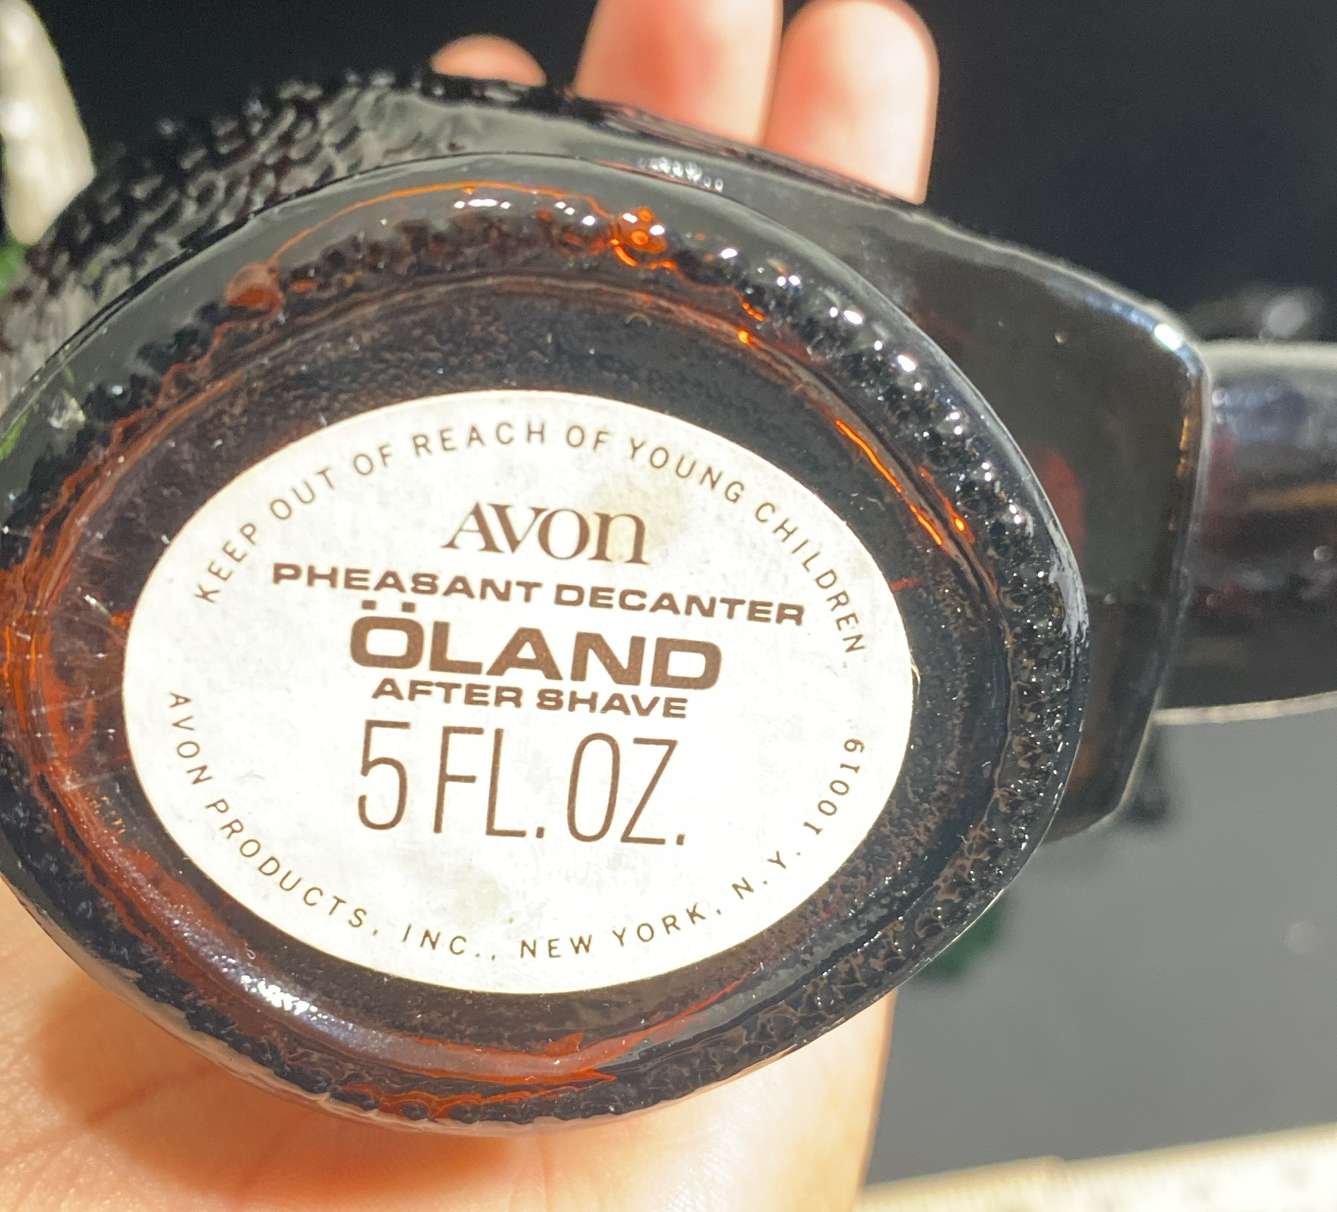 KEEP OUT OF REACH OF YOUNG CHILDREN.
AVON
PHEASANT DECANTER
ÖLAND
AFTER SHAVE
5 FL. OZ.
AVON PRODUCTS, INC., NEW YORK, N.Y. 10019